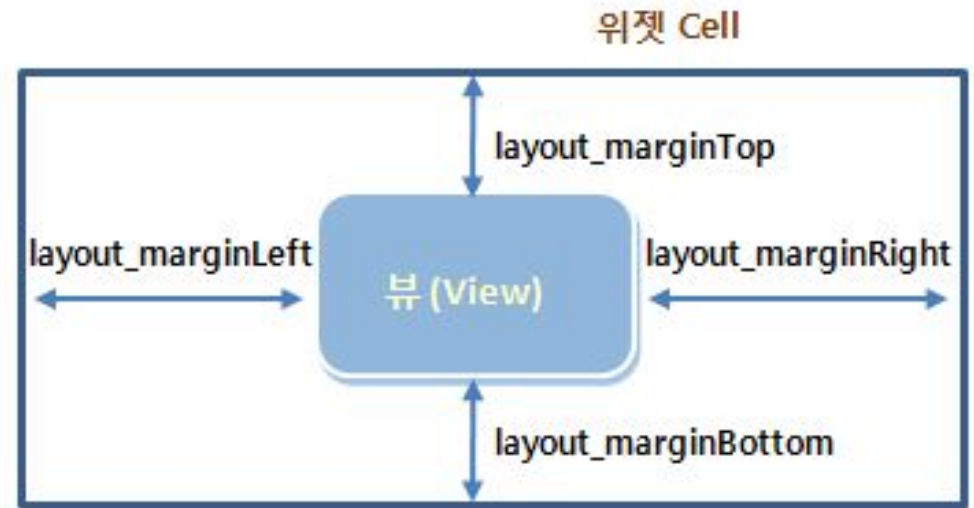 위젯 Cell
layout_marginTop
layout_marginLeft
layout_marginRight
뷰 (View)
layout_marginBottom